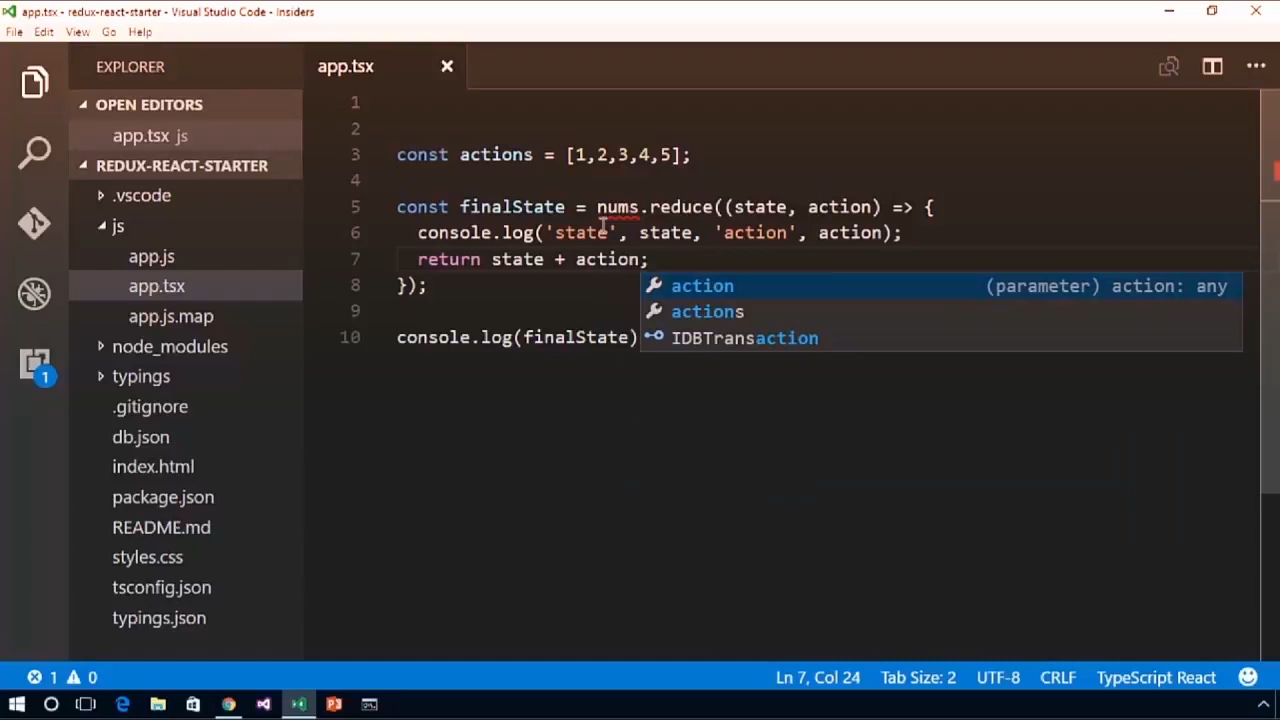 app.tsx - redux-react-starter - Visual Studio Code - Insiders
File Edit View Go Help
EXPLORER
OPEN EDITORS
app.tsx js
REDUX-REACT-STARTER
.vscode
js
app.js
app.tsx
app.js.map
node_modules
typings
.gitignore
db.json
index.html
package.json
README.md
styles.css
tsconfig.json
typings.json
1
app.tsx
1
2
3 const actions = [1,2,3,4,5];
4
5 const finalState = nums.reduce((state, action) => {
6 console.log('state', state, 'action', action);
7 return state + action;
8 });
9
10 console.log(finalState)
action (parameter) action: any
actions
IDBTransaction
1 0 Ln 7, Col 24 Tab Size: 2 UTF-8 CRLF TypeScript React